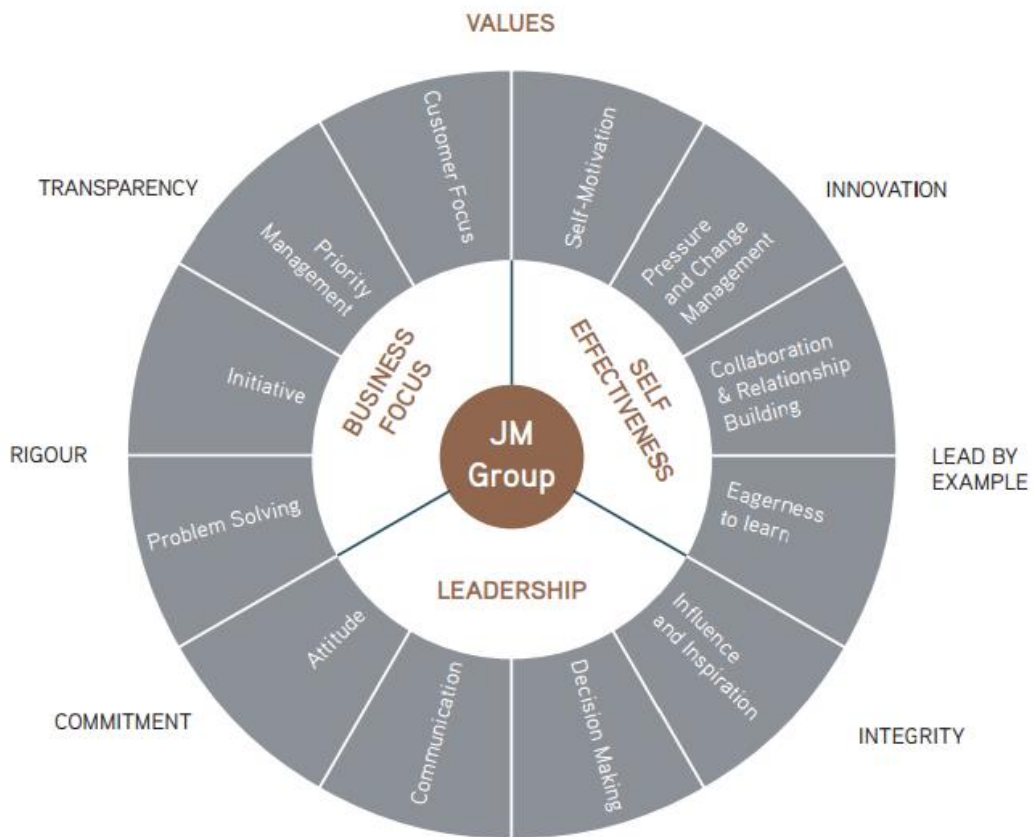 VALUES
TRANSPARENCY
INNOVATION
RIGOUR
LEAD BY
EXAMPLE
COMMITMENT
INTEGRITY
Customer Focus
Self-Motivation
Priority
Management
Pressure
and Change
Management
Initiative
Collaboration
& Relationship
Building
Problem Solving
Eagerness
to learn
Attitude
Influence
and Inspiration
Communication
Decision Making
BUSINESS
FOCUS
SELF
EFFECTIVENESS
JM
Group
LEADERSHIP